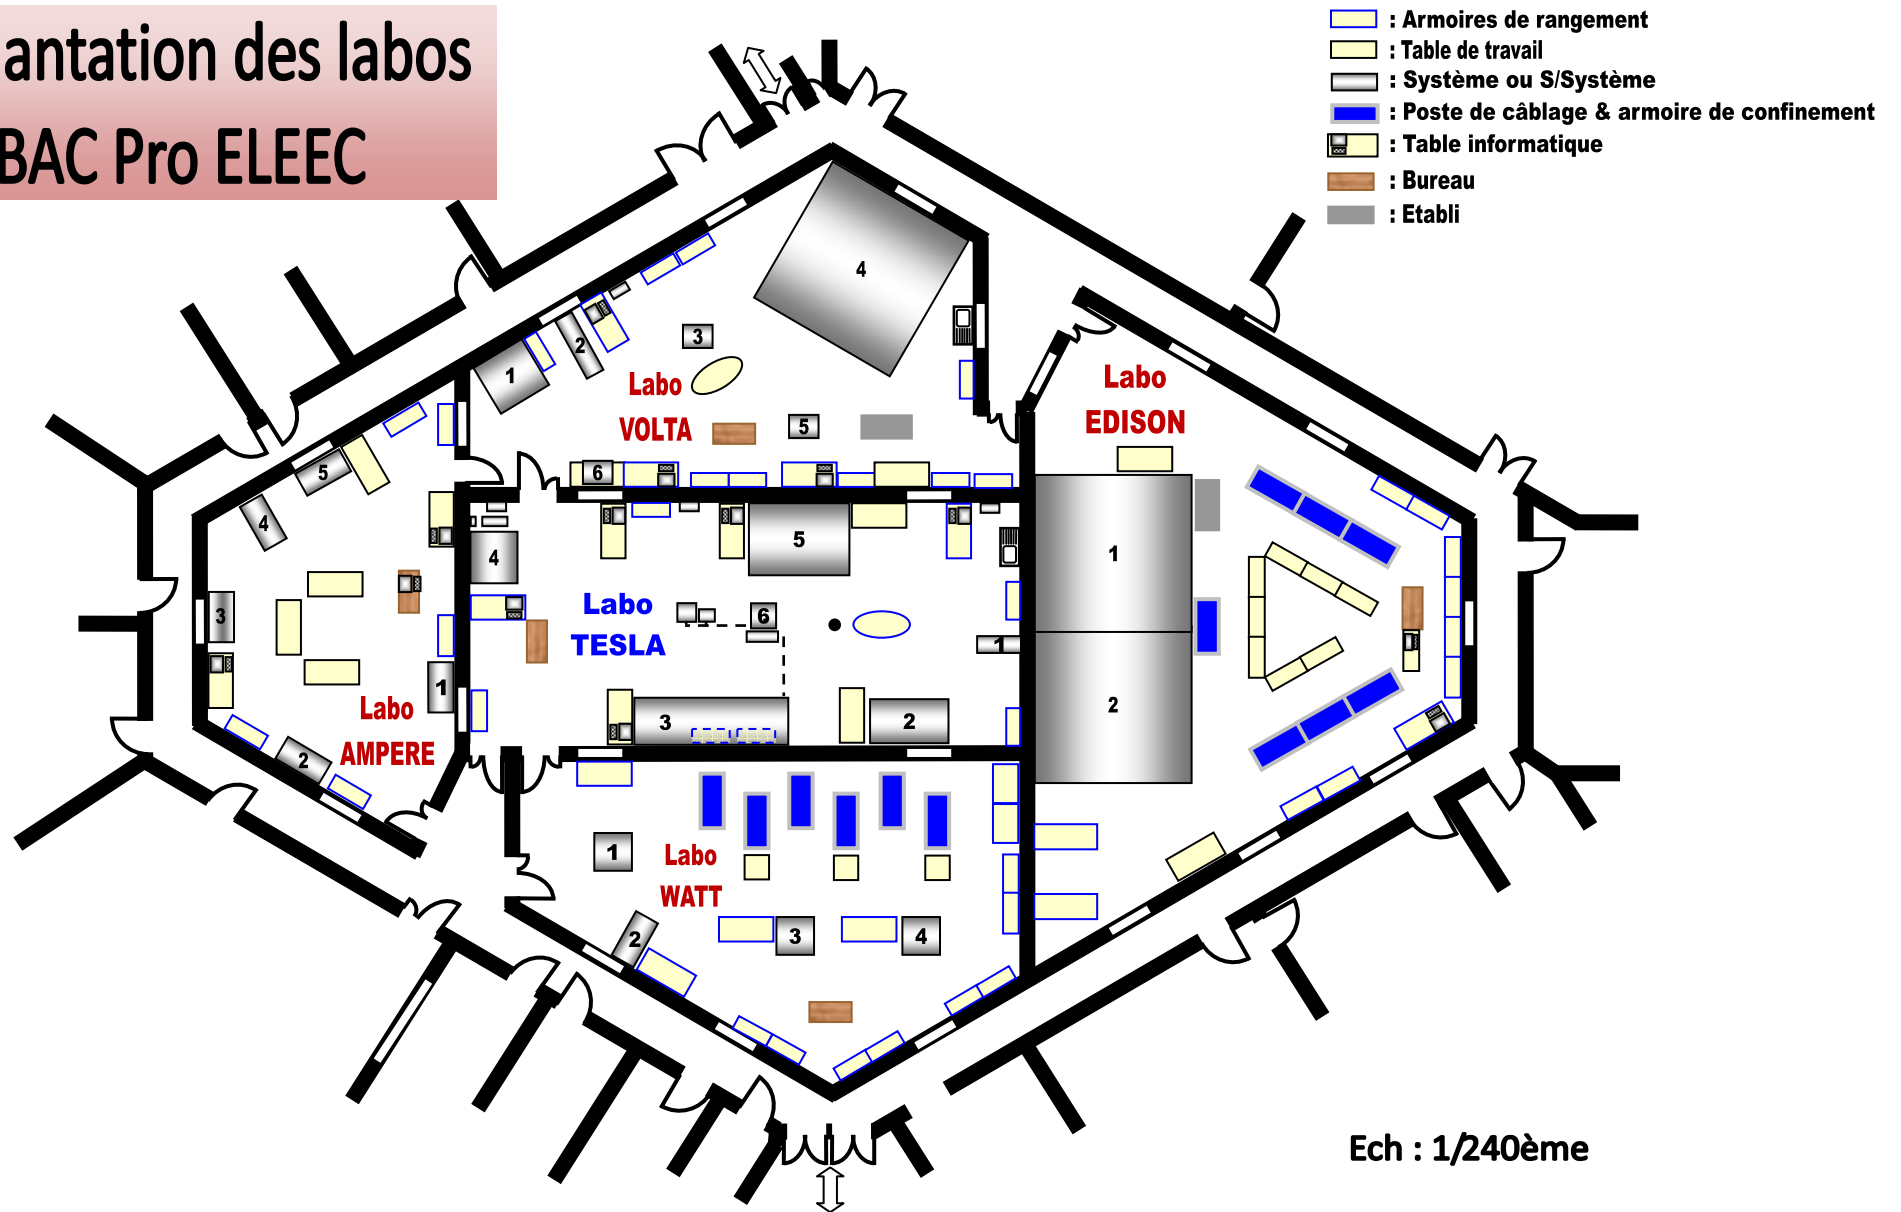 antation des labos
BAC Pro ELEEC
: Armoires de rangement
: Table de travail
: Système ou S/Système
: Poste de câblage & armoire de confinement
: Table informatique
: Bureau
: Etabli
4
3
2
1
Labo
VOLTA
5
6
Labo
EDISON
1
2
5
4
3
1
2
Labo
AMPERE
4
5
Labo
TESLA
6
1
3
2
1
Labo
WATT
2
3
4
Ech : 1/240ème